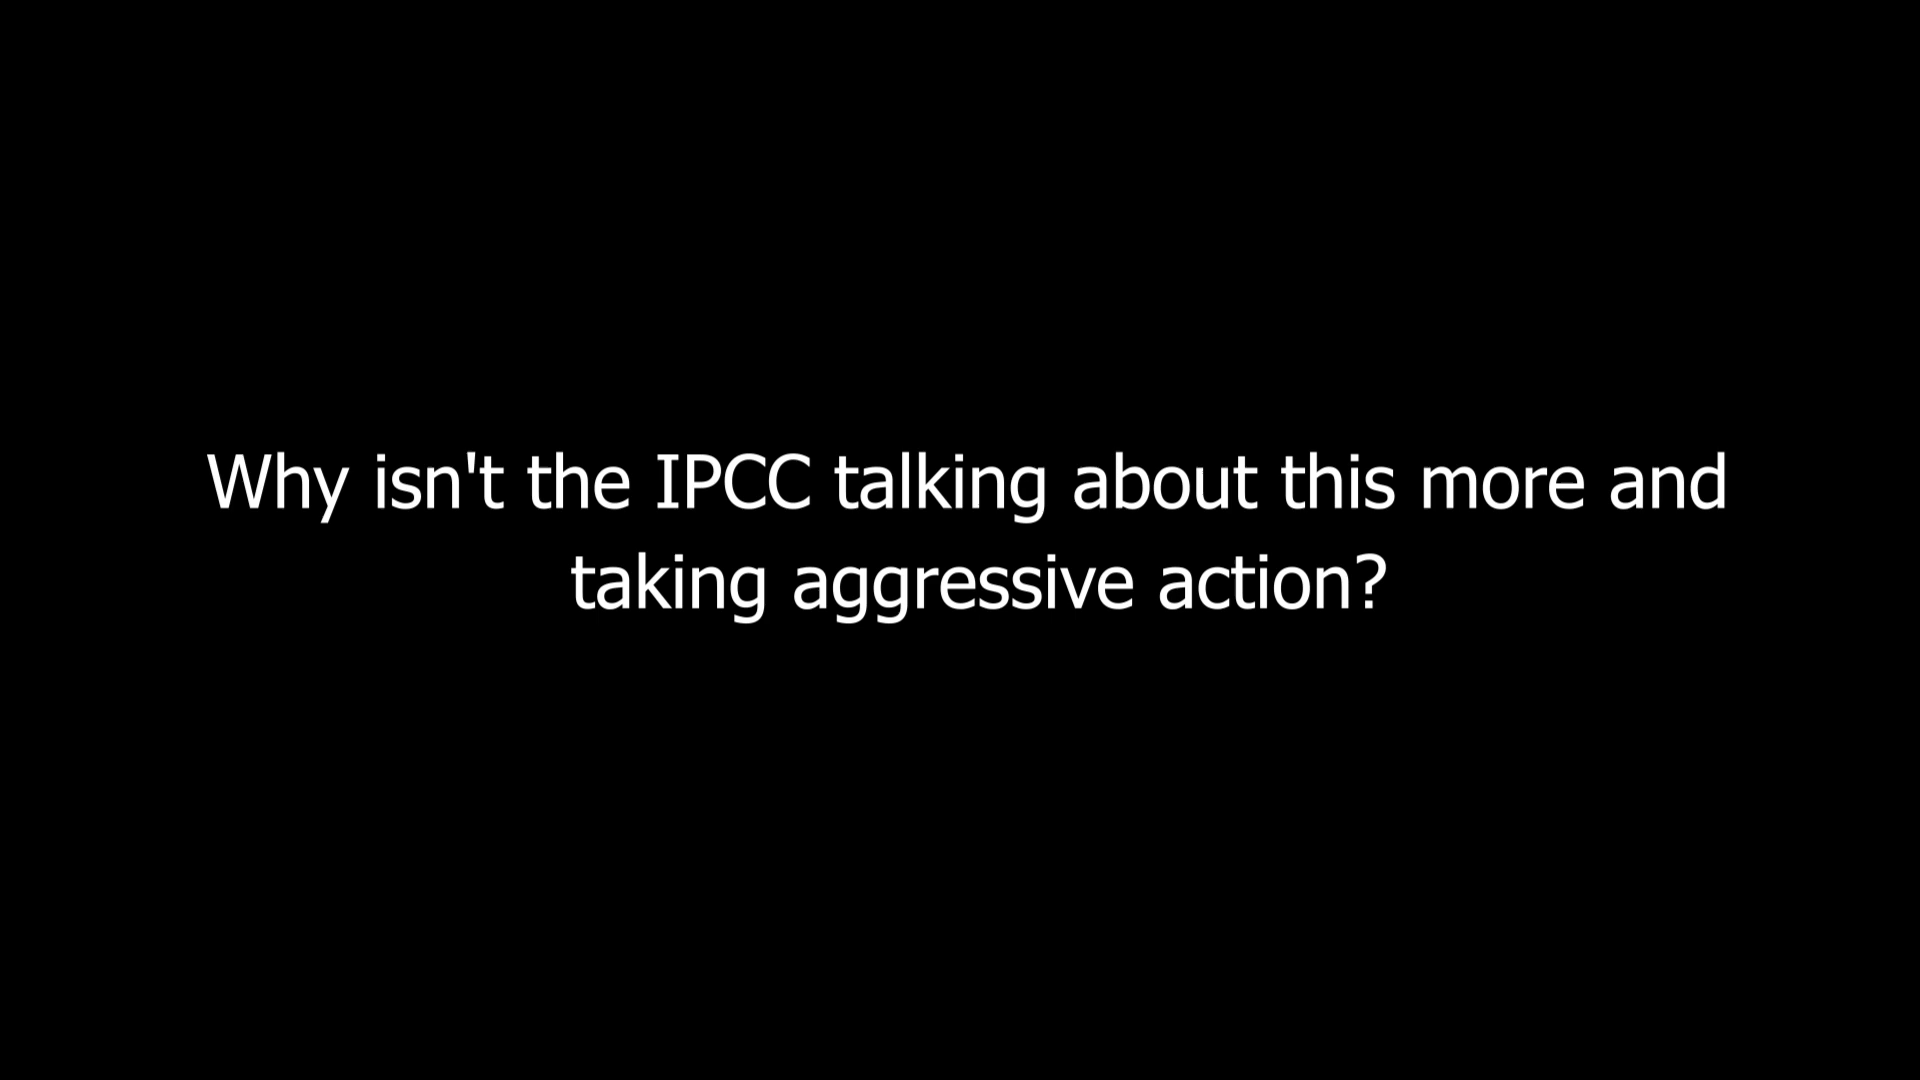 Why isn't the IPCC talking about this more and
taking aggressive action?